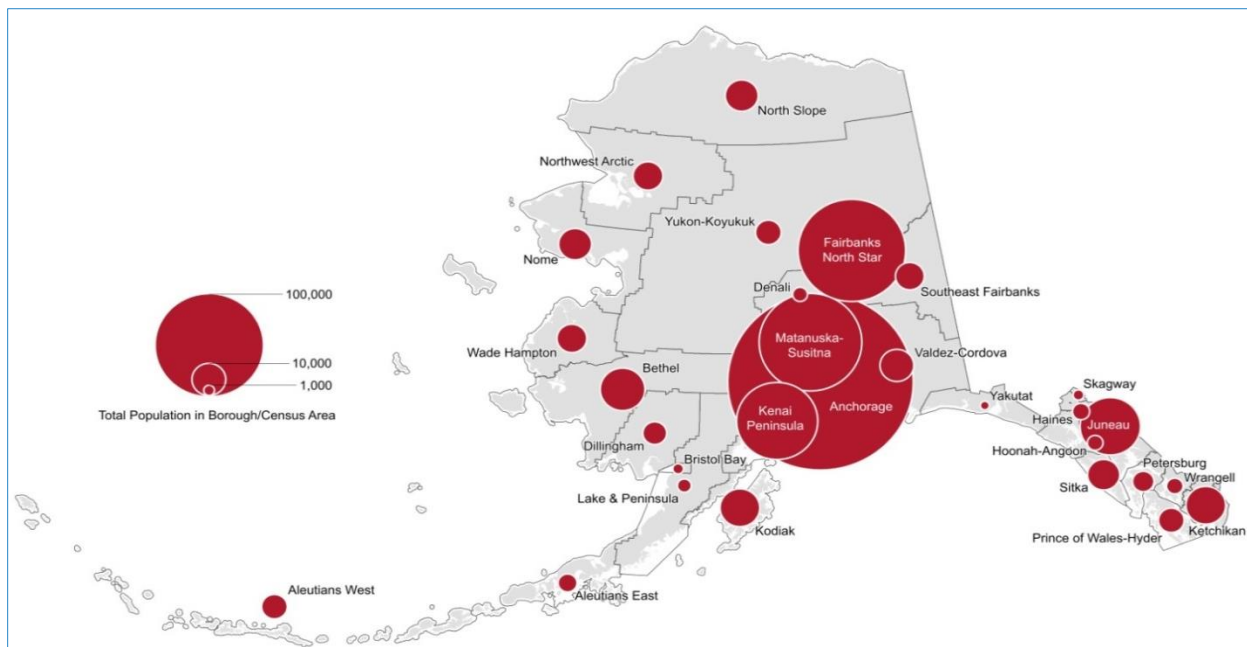 North Slope
Northwest Arctic
Yukon-Koyukuk
Fairbanks
North Star
Nome
Denali
Southeast Fairbanks
100,000
10,000
1,000
Total Population in Borough/Census Area
Wade Hampton
Matanuska-
Susitna
Valdez-Cordova
Bethel
Kenai
Peninsula
Anchorage
Yakutat
Skagway
Haines
Juneau
Dillingham
Hoonah-Angoon
Bristol Bay
Petersburg
Lake & Peninsula
Sitka
Wrangell
Kodiak
Prince of Wales-Hyder
Ketchikan
Aleutians West
Aleutians East